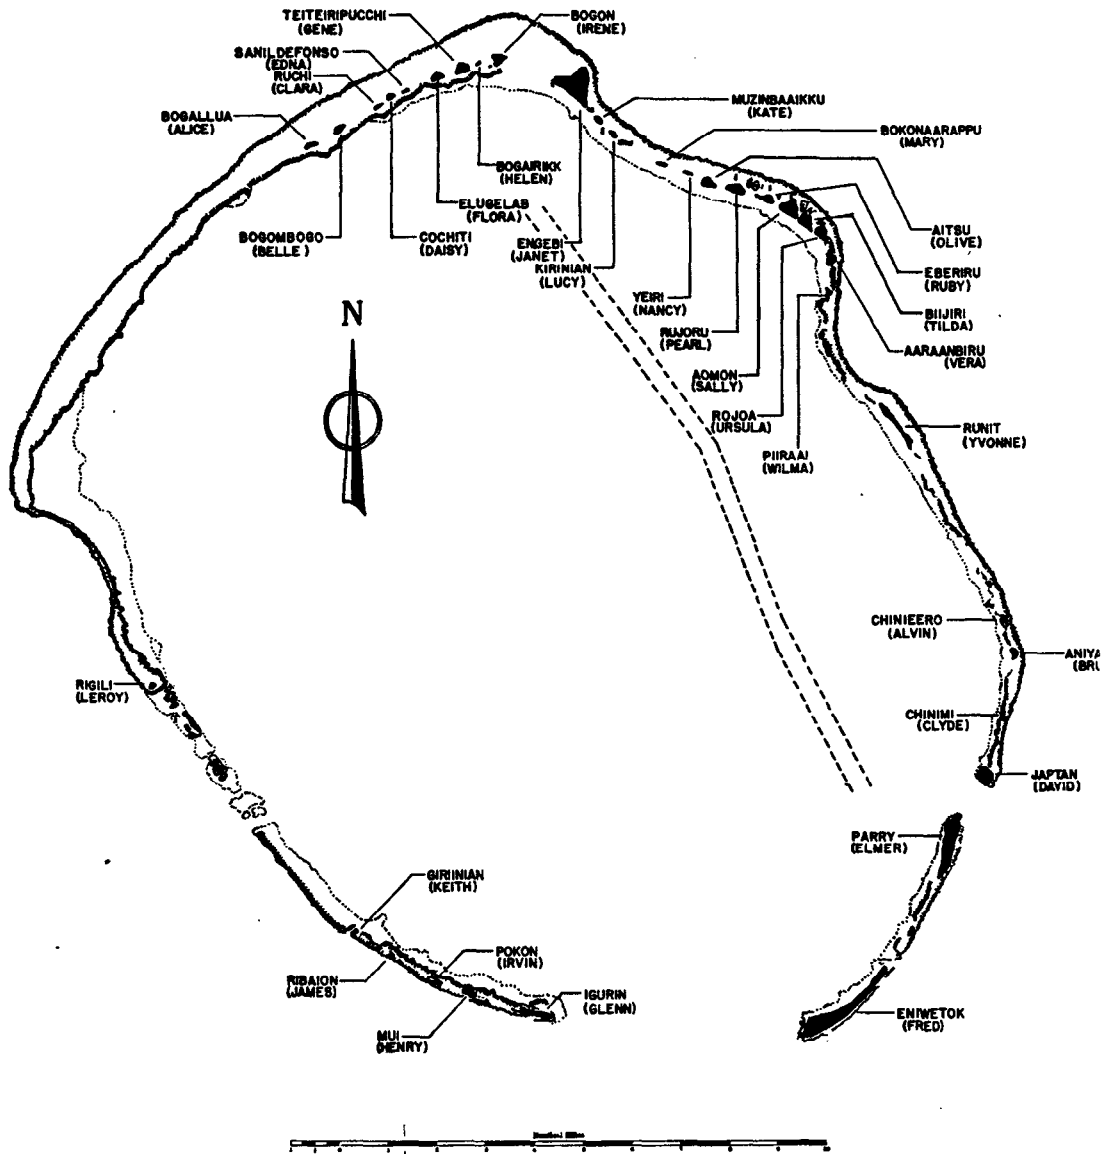 TEITEIRIPUCCHI
(GENE)
BOGON
(IRENE)
SANILDEFONSO
(EDNA)
RUCHI
(CLARA)
BOGALLUA
(ALICE)
MUZINBAAIKKU
(KATE)
BOKONAARAPPU
(MARY)
BOGAIRIKK
(HELEN)
ELUGELAB
(FLORA)
BOGOMBOGO
(BELLE)
COCHITI
(DAISY)
ENGEBI
(JANET)
KIRINIAN
(LUCY)
AITSU
(OLIVE)
EBERIRU
(RUBY)
YEIRI
(NANCY)
BIIJIRI
(TILDA)
RUJORU
(PEARL)
AARAANBIRU
(VERA)
AOMON
(SALLY)
ROJOA
(URSULA)
PIIRAAI
(WILMA)
RUNIT
(YVONNE)
N
CHINIEERO
(ALVIN)
ANIYA
(BRU
RIGILI
(LEROY)
CHINIMI
(CLYDE)
JAPTAN
(DAVID)
PARRY
(ELMER)
GIRIINIAN
(KEITH)
POKON
(IRVIN)
RIBAION
(JAMES)
IGURIN
(GLENN)
ENIWETOK
(FRED)
MUI
(HENRY)